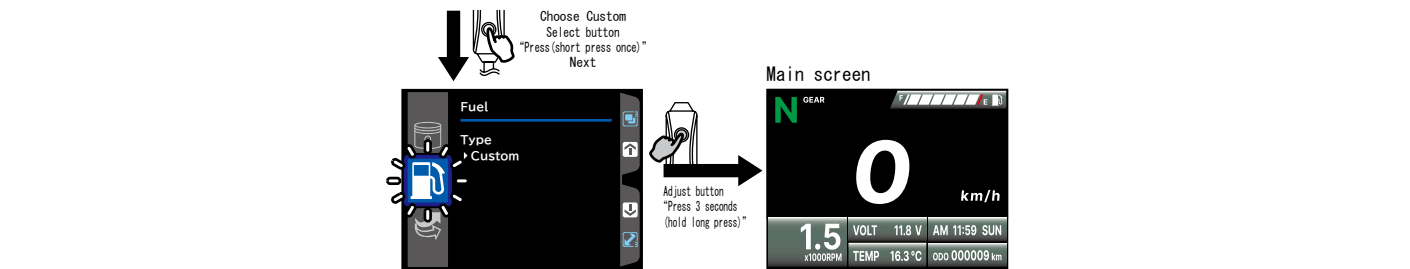 Choose Custom
Select button
“Press(short press once)”
Next
Fuel
Type
Custom
Adjust button
“Press 3 seconds
(hold long press)”
Main screen
N GEAR
F E
0
km/h
1.5
x1000RPM
VOLT 11.8 V
AM 11:59 SUN
TEMP 16.3°C
ODO 000009 km